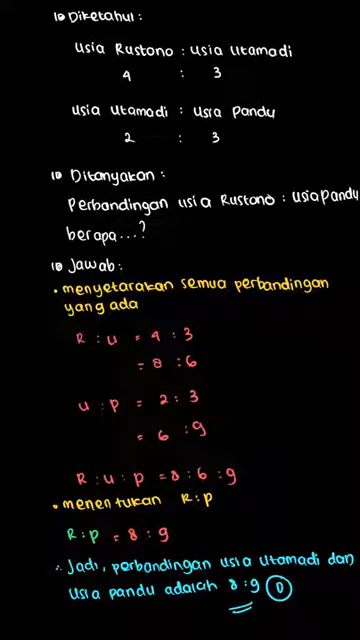 Diketahui:
Usia Rustono : Usia Utamadi
4 : 3
Usia Utamadi : Usia Pandu
2 : 3
Ditanyakan:
Perbandingan usia Rustono : usia Pandu
berapa...?
Jawab:
• menyetarakan semua perbandingan
yang ada
R : U = 4 : 3
= 8 : 6
U : P = 2 : 3
= 6 : 9
R : U : P = 8 : 6 : 9
• menentukan R : P
R : P = 8 : 9
∴ Jadi, perbandingan usia Utamadi dan
usia pandu adalah 8 : 9 (D)